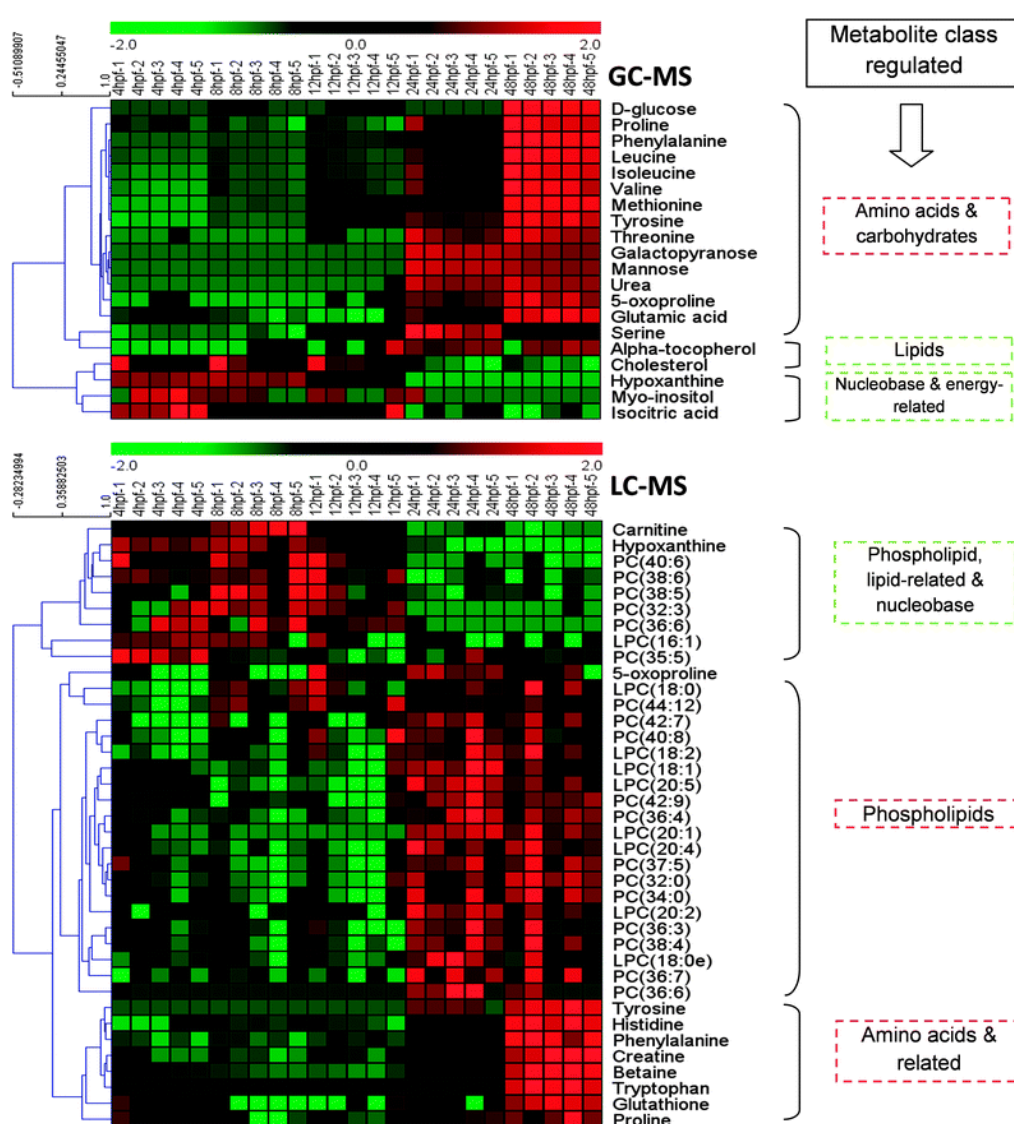 -2.0 0.0 2.0
Metabolite class
regulated
-0.51089907
0.24455047
1.0
4hpf-1
4hpf-2
4hpf-3
4hpf-4
4hpf-5
8hpf-1
8hpf-2
8hpf-3
8hpf-4
8hpf-5
12hpf-1
12hpf-2
12hpf-3
12hpf-4
12hpf-5
24hpf-1
24hpf-2
24hpf-3
24hpf-4
24hpf-5
48hpf-1
48hpf-2
48hpf-3
48hpf-4
48hpf-5
GC-MS
D-glucose
Proline
Phenylalanine
Leucine
Isoleucine
Valine
Methionine
Tyrosine
Threonine
Galactopyranose
Mannose
Urea
5-oxoproline
Glutamic acid
Serine
Alpha-tocopherol
Cholesterol
Hypoxanthine
Myo-inositol
Isocitric acid
Amino acids &
carbohydrates
Lipids
Nucleobase & energy-
related
-2.0 0.0 2.0
-0.28234994
0.35882503
1.0
4hpf-1
4hpf-2
4hpf-3
4hpf-4
4hpf-5
8hpf-1
8hpf-2
8hpf-3
8hpf-4
8hpf-5
12hpf-1
12hpf-2
12hpf-3
12hpf-4
12hpf-5
24hpf-1
24hpf-2
24hpf-3
24hpf-4
24hpf-5
48hpf-1
48hpf-2
48hpf-3
48hpf-4
48hpf-5
LC-MS
Carnitine
Hypoxanthine
PC(40:6)
PC(38:6)
PC(38:5)
PC(32:3)
PC(36:6)
LPC(16:1)
PC(35:5)
5-oxoproline
LPC(18:0)
PC(44:12)
PC(42:7)
PC(40:8)
LPC(18:2)
LPC(18:1)
LPC(20:5)
PC(42:9)
PC(36:4)
LPC(20:1)
LPC(20:4)
PC(37:5)
PC(32:0)
PC(34:0)
LPC(20:2)
PC(36:3)
PC(38:4)
LPC(18:0e)
PC(36:7)
PC(36:6)
Tyrosine
Histidine
Phenylalanine
Creatine
Betaine
Tryptophan
Glutathione
Proline
Phospholipid,
lipid-related &
nucleobase
Phospholipids
Amino acids &
related